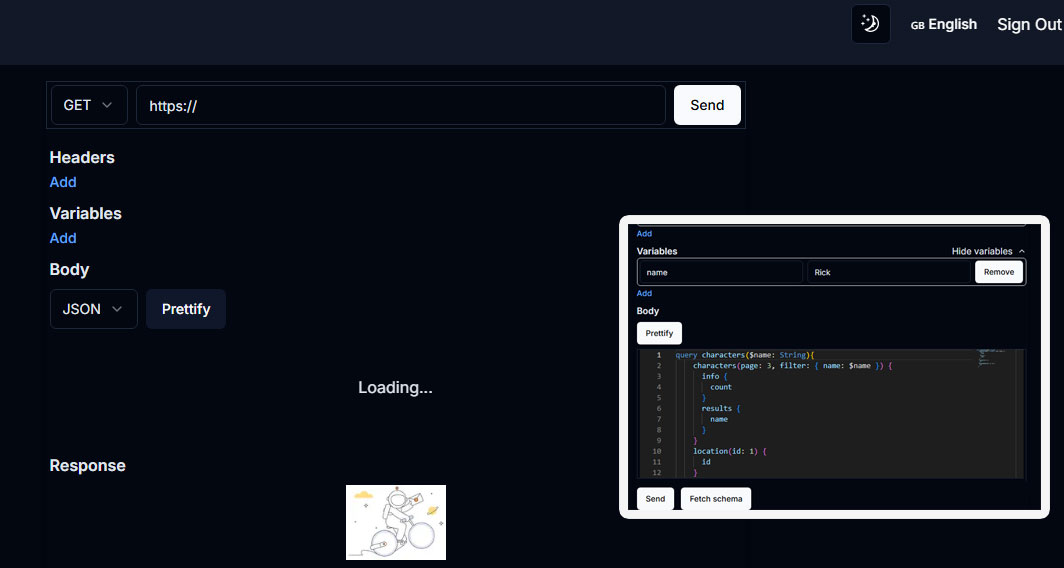 GB English Sign Out
GET https:// Send
Headers
Add
Variables
Add
Body
JSON Prettify
Loading...
Response
Add
Variables Hide variables
name Rick Remove
Add
Body
Prettify
1 query characters($name: String){
2 characters(page: 3, filter: { name: $name }) {
3 info {
4 count
5 }
6 results {
7 name
8 }
9 }
10 location(id: 1) {
11 id
12 }
Send Fetch schema